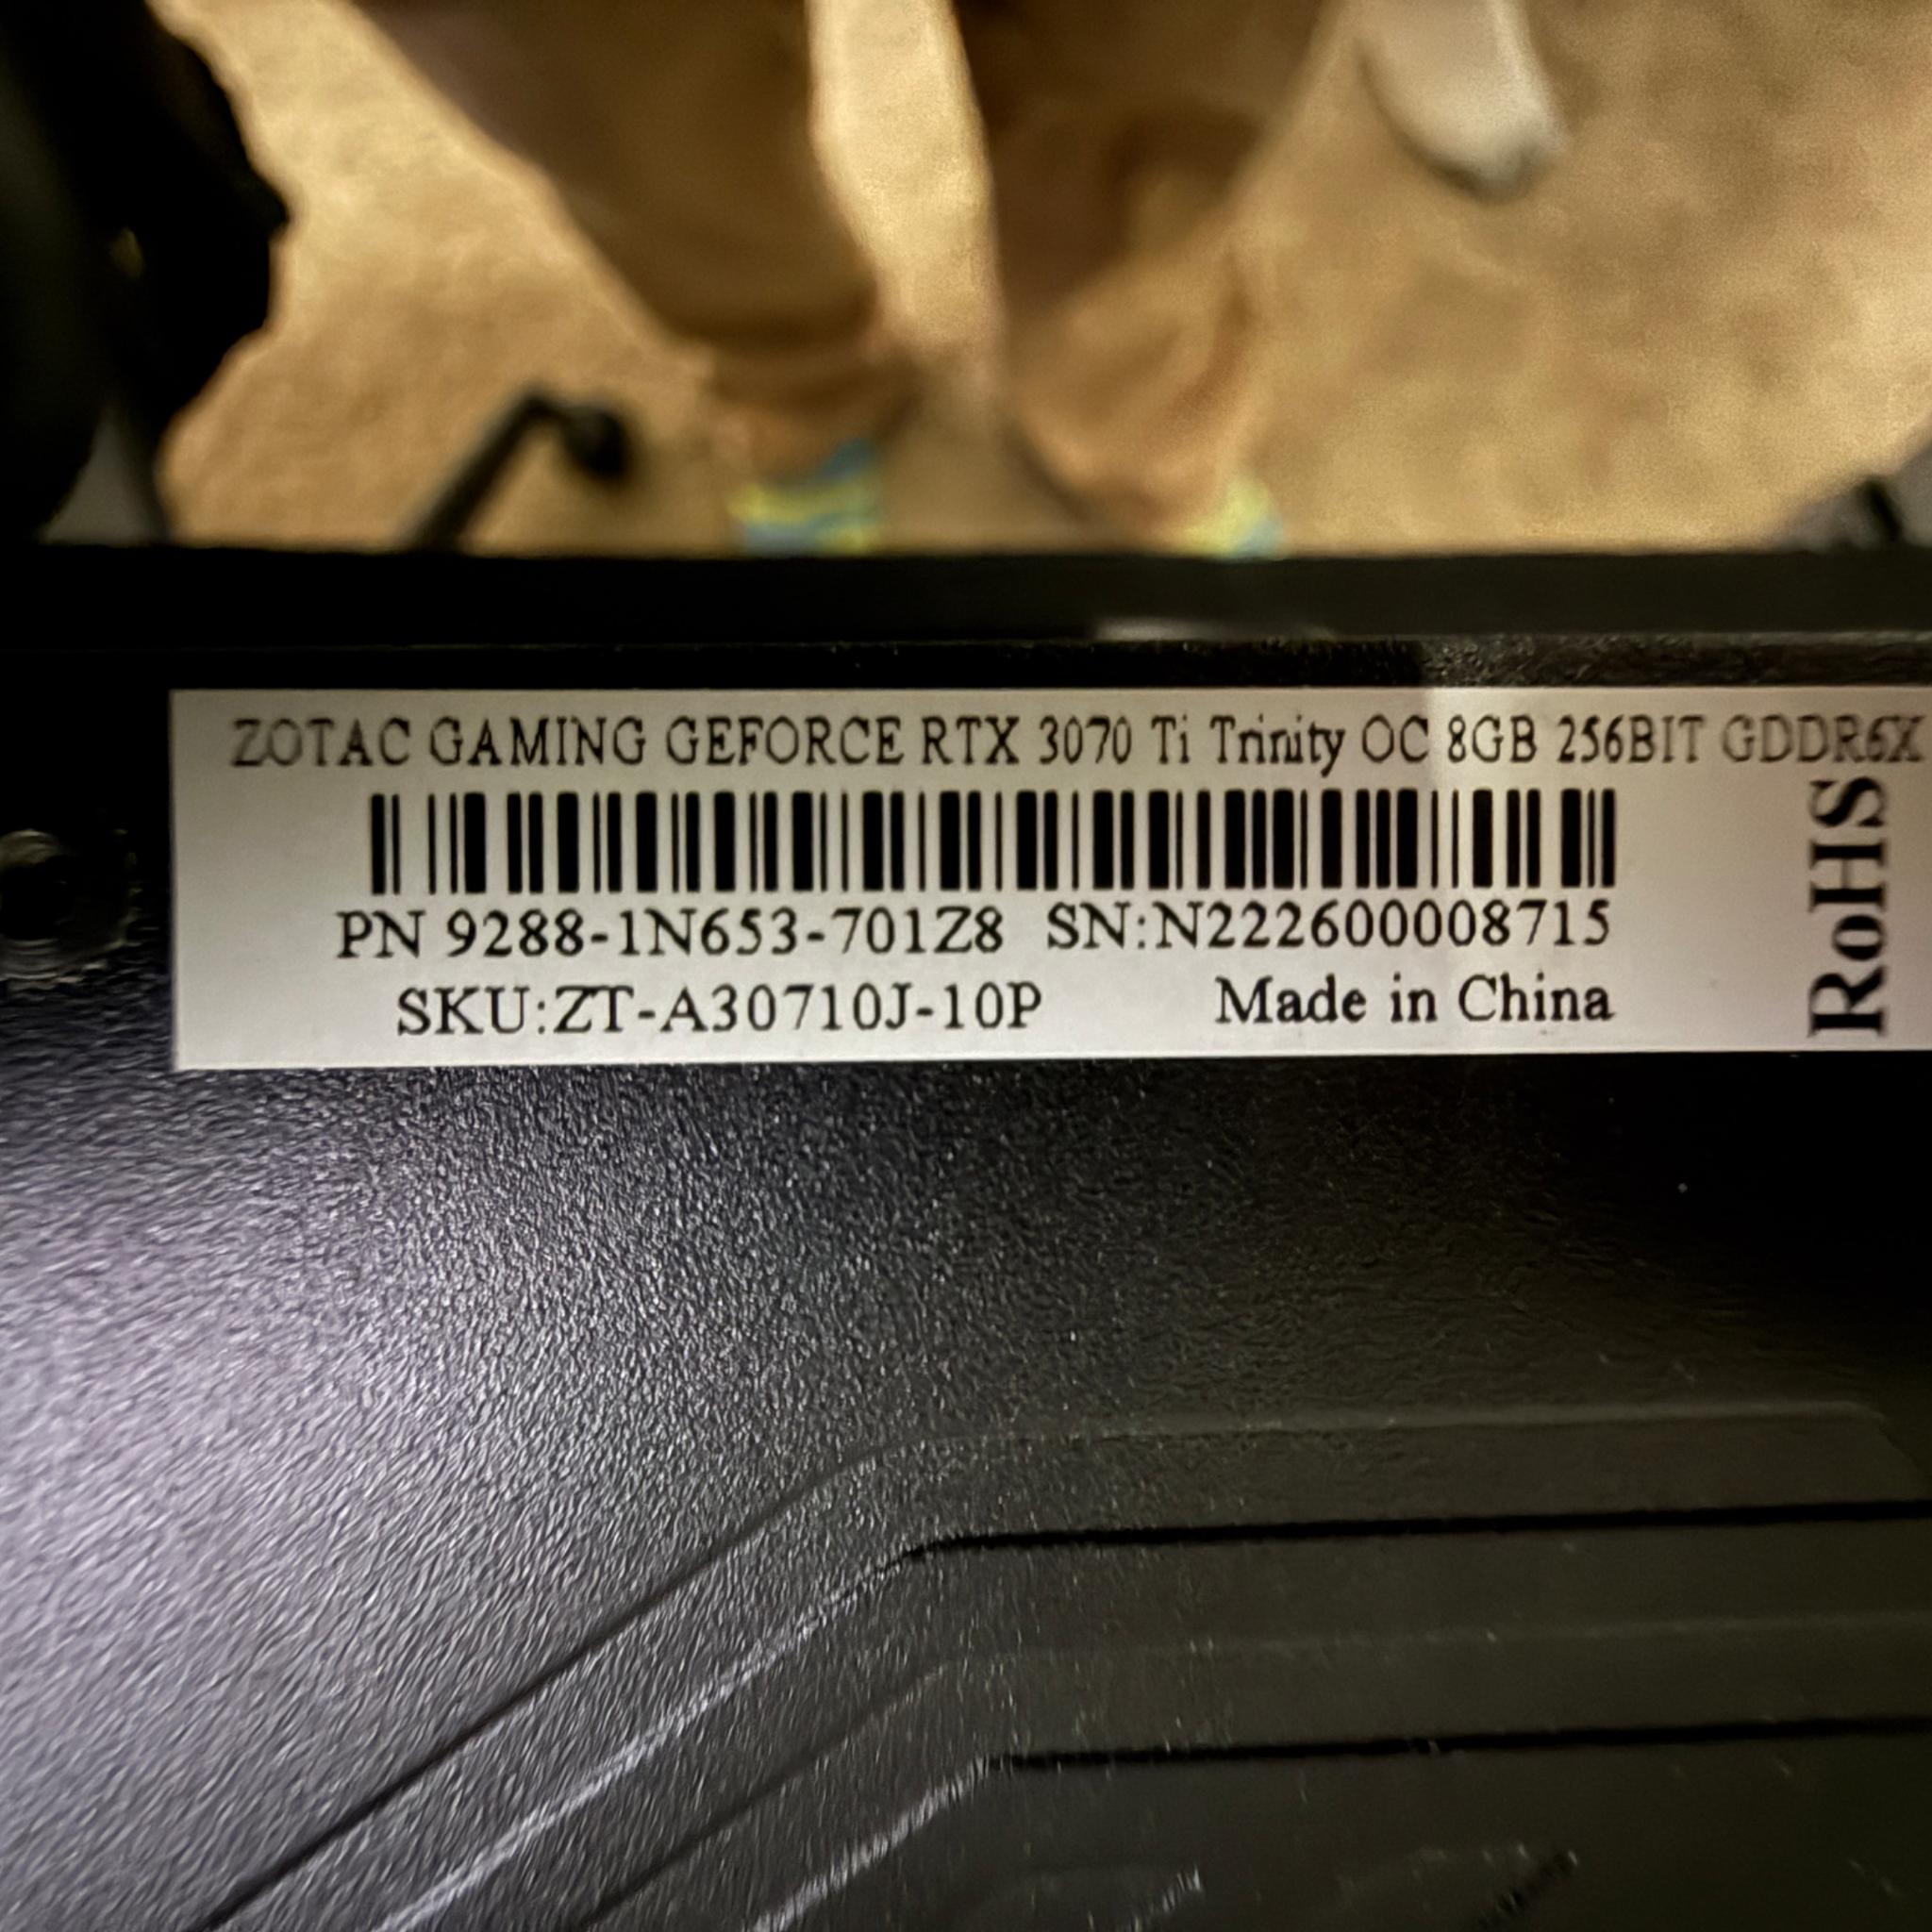 ZOTAC GAMING GEFORCE RTX 3070 Ti Trinity OC 8GB 256BIT GDDR6X
PN 9288-1N653-701Z8 SN:N222600008715
SKU:ZT-A30710J-10P Made in China
RoHS